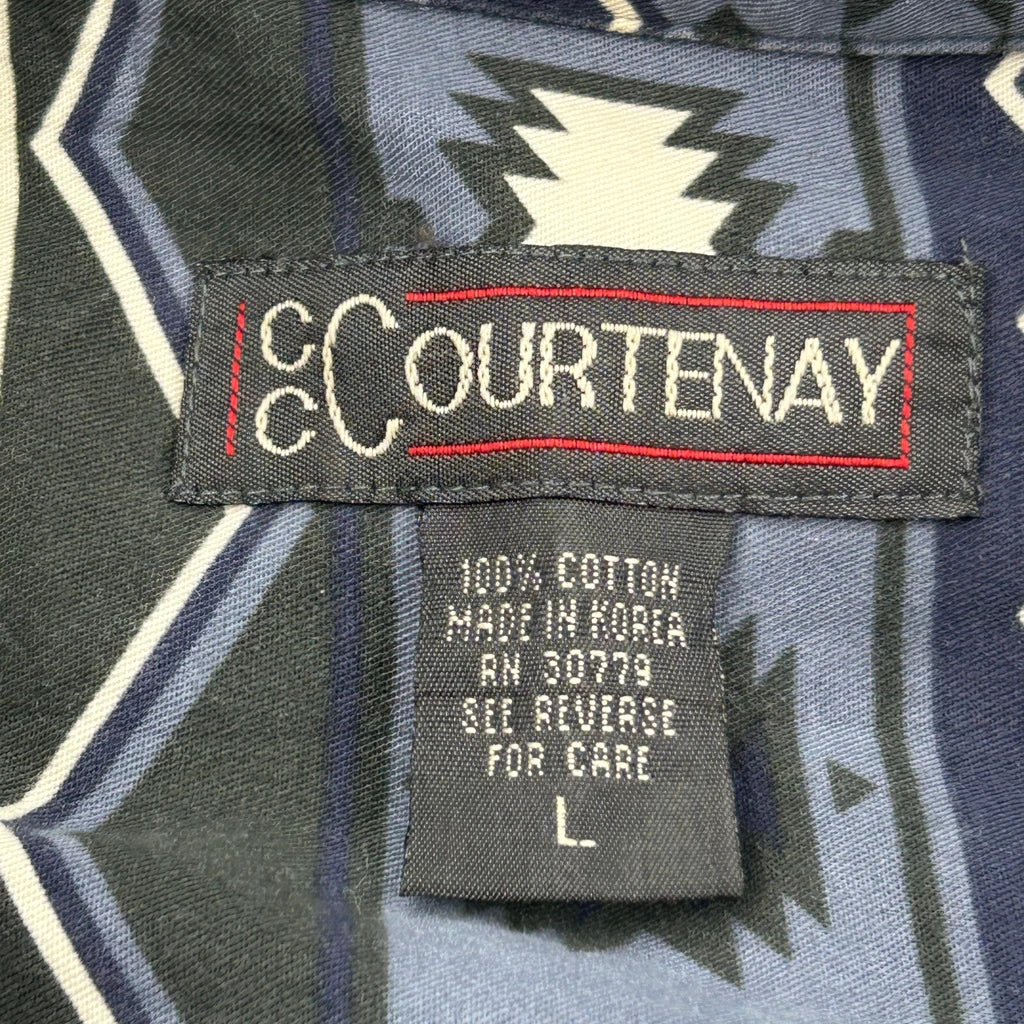 CC COURTENAY
100% COTTON
MADE IN KOREA
RN 30779
SEE REVERSE
FOR CARE
L